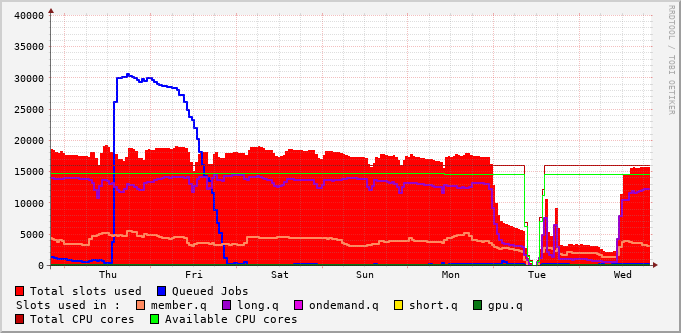 40000
35000
30000
25000
20000
15000
10000
5000
0
Thu Fri Sat Sun Mon Tue Wed
RRDTOOL / TOBI OETIKER
Total slots used Queued Jobs
Slots used in : member.q long.q ondemand.q short.q gpu.q
Total CPU cores Available CPU cores